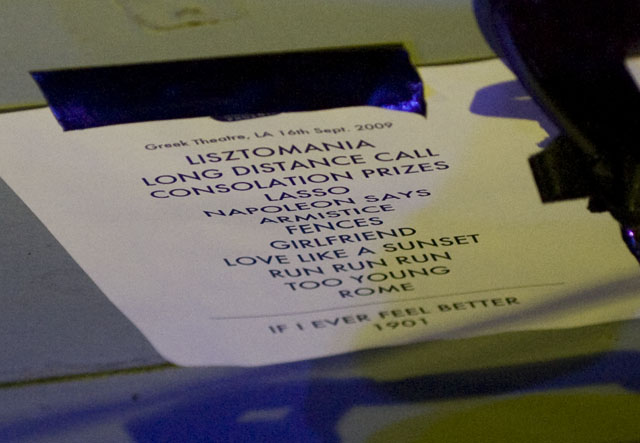 Greek Theatre, LA 16th Sept. 2009
LISZTOMANIA
LONG DISTANCE CALL
CONSOLATION PRIZES
LASSO
NAPOLEON SAYS
ARMISTICE
FENCES
GIRLFRIEND
LOVE LIKE A SUNSET
RUN RUN RUN
TOO YOUNG
ROME
IF I EVER FEEL BETTER
1901